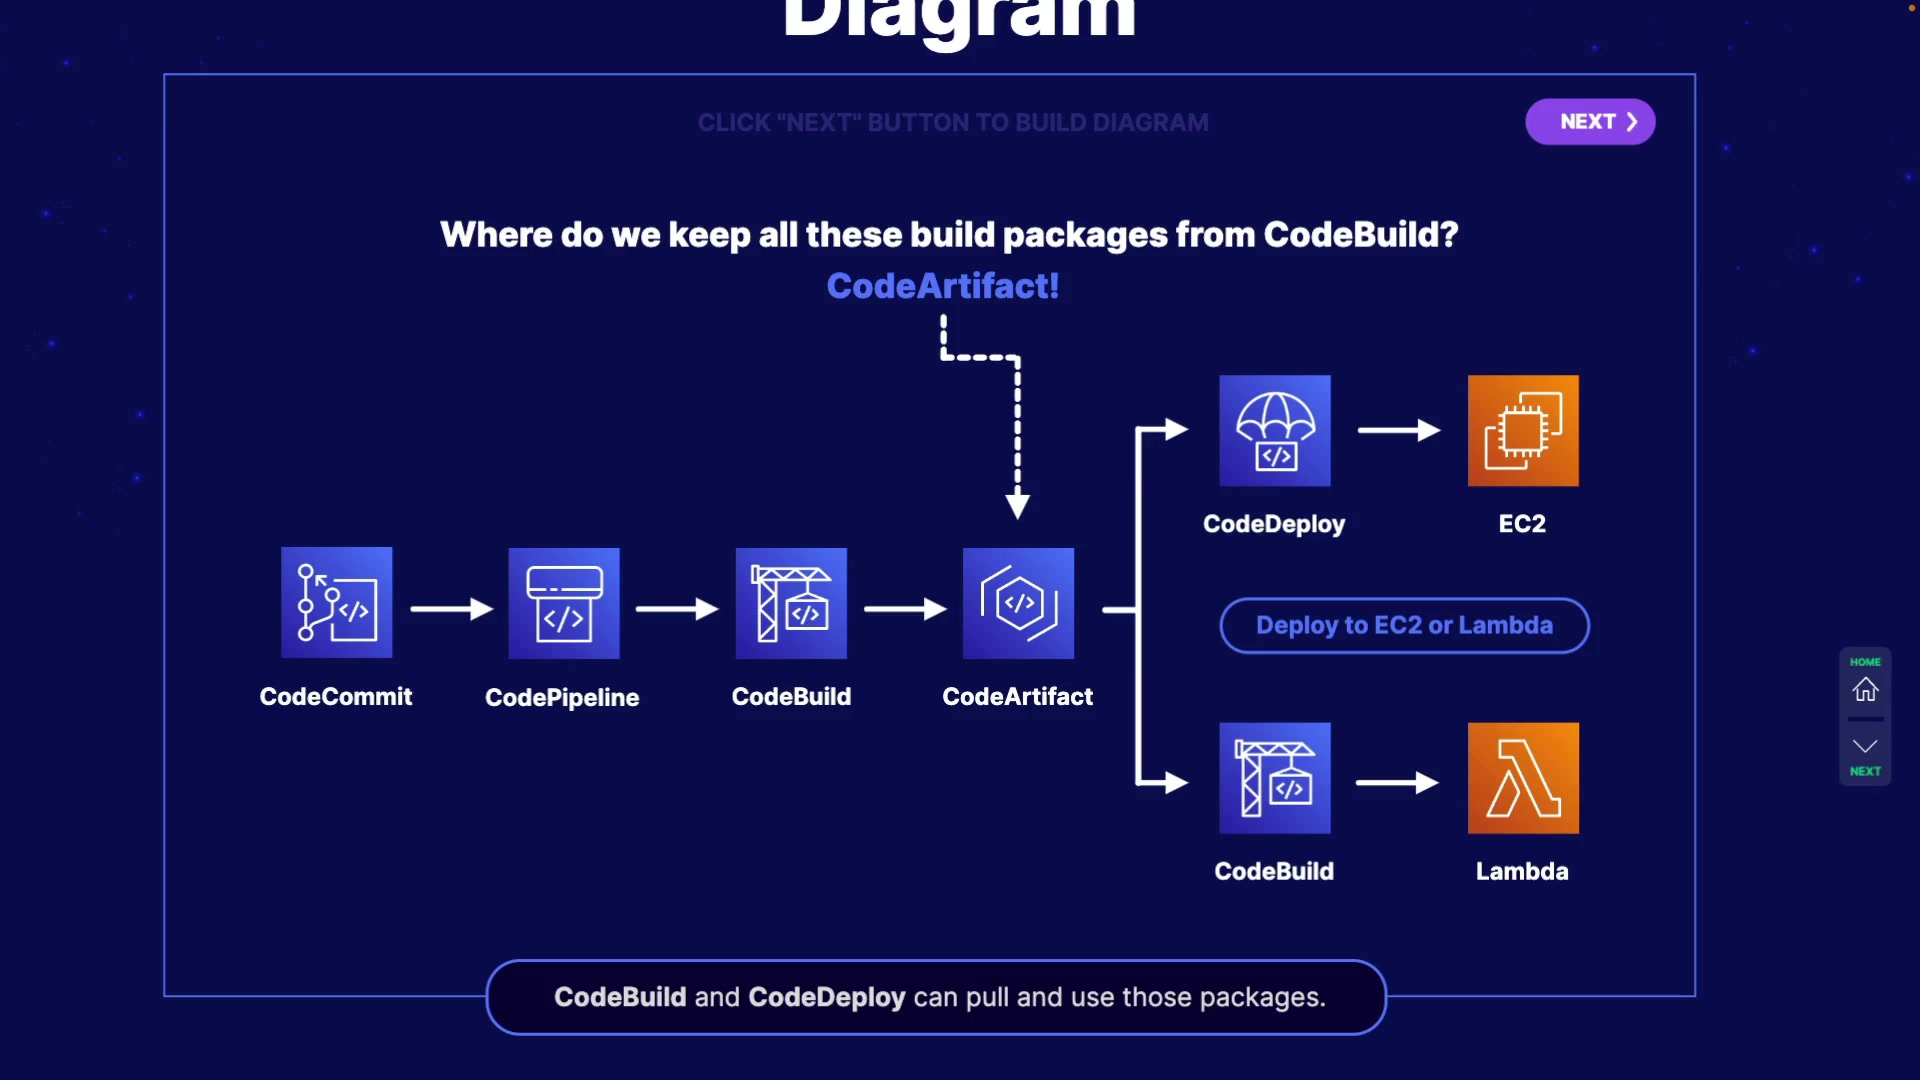 Diagram
CLICK "NEXT" BUTTON TO BUILD DIAGRAM
NEXT
Where do we keep all these build packages from CodeBuild?
CodeArtifact!
CodeDeploy
EC2
Deploy to EC2 or Lambda
CodeCommit
CodePipeline
CodeBuild
CodeArtifact
CodeBuild
Lambda
CodeBuild and CodeDeploy can pull and use those packages.
HOME
NEXT